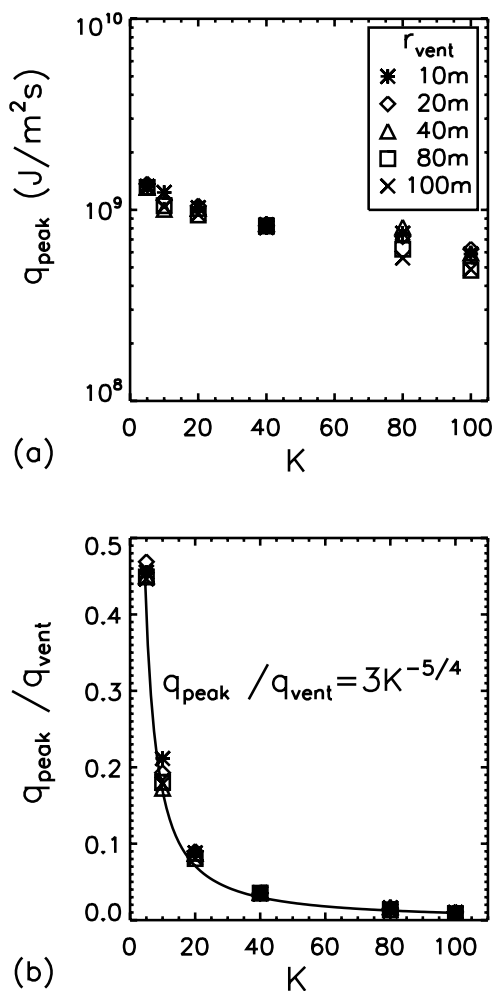 10^10
r_vent
10m
20m
40m
80m
100m
q_peak (J/m^2s)
10^9
10^8
0 20 40 60 80 100
K
(a)
0.5
0.4
q_peak /q_vent
q_peak /q_vent=3K^-5/4
0.3
0.2
0.1
0.0
0 20 40 60 80 100
K
(b)